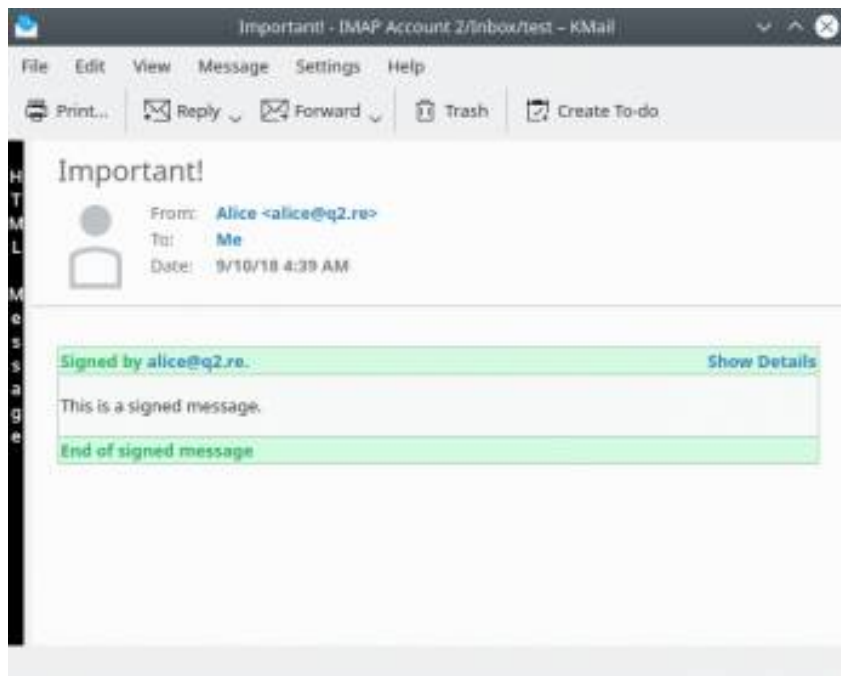 Important! - IMAP Account 2/Inbox/test – KMail
File Edit View Message Settings Help
Print... Reply Forward Trash Create To-do
HTML Message
Important!
From: Alice <alice@q2.re>
To: Me
Date: 9/10/18 4:39 AM
Signed by alice@q2.re. Show Details
This is a signed message.
End of signed message